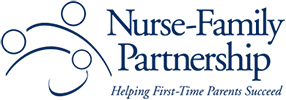 Nurse-Family
Partnership
Helping First-Time Parents Succeed